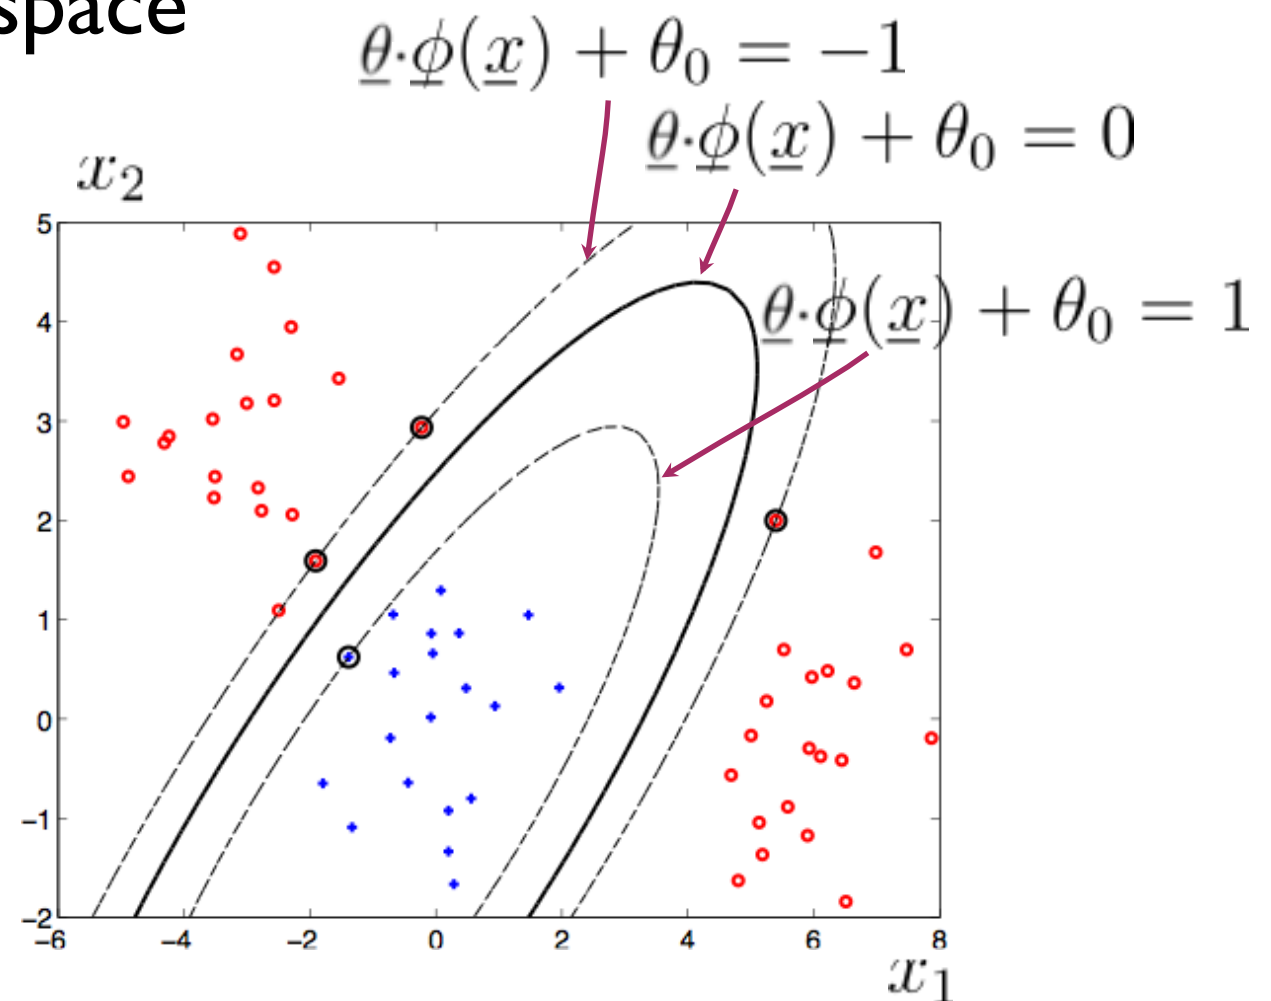 space
θ·ϕ(x) + θ₀ = −1
θ·ϕ(x) + θ₀ = 0
x₂
θ·ϕ(x) + θ₀ = 1
5
4
3
2
1
0
−1
−2
−6 −4 −2 0 2 4 6 8
x₁